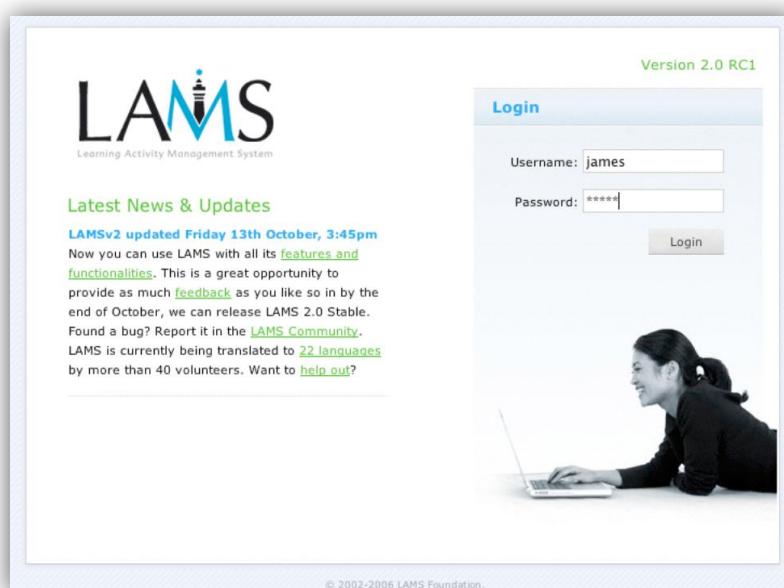 LAMS
Learning Activity Management System
Version 2.0 RC1
Login
Username: james
Password: *****
Login
Latest News & Updates
LAMSv2 updated Friday 13th October, 3:45pm
Now you can use LAMS with all its features and
functionalities. This is a great opportunity to
provide as much feedback as you like so in by the
end of October, we can release LAMS 2.0 Stable.
Found a bug? Report it in the LAMS Community.
LAMS is currently being translated to 22 languages
by more than 40 volunteers. Want to help out?
© 2002-2006 LAMS Foundation.